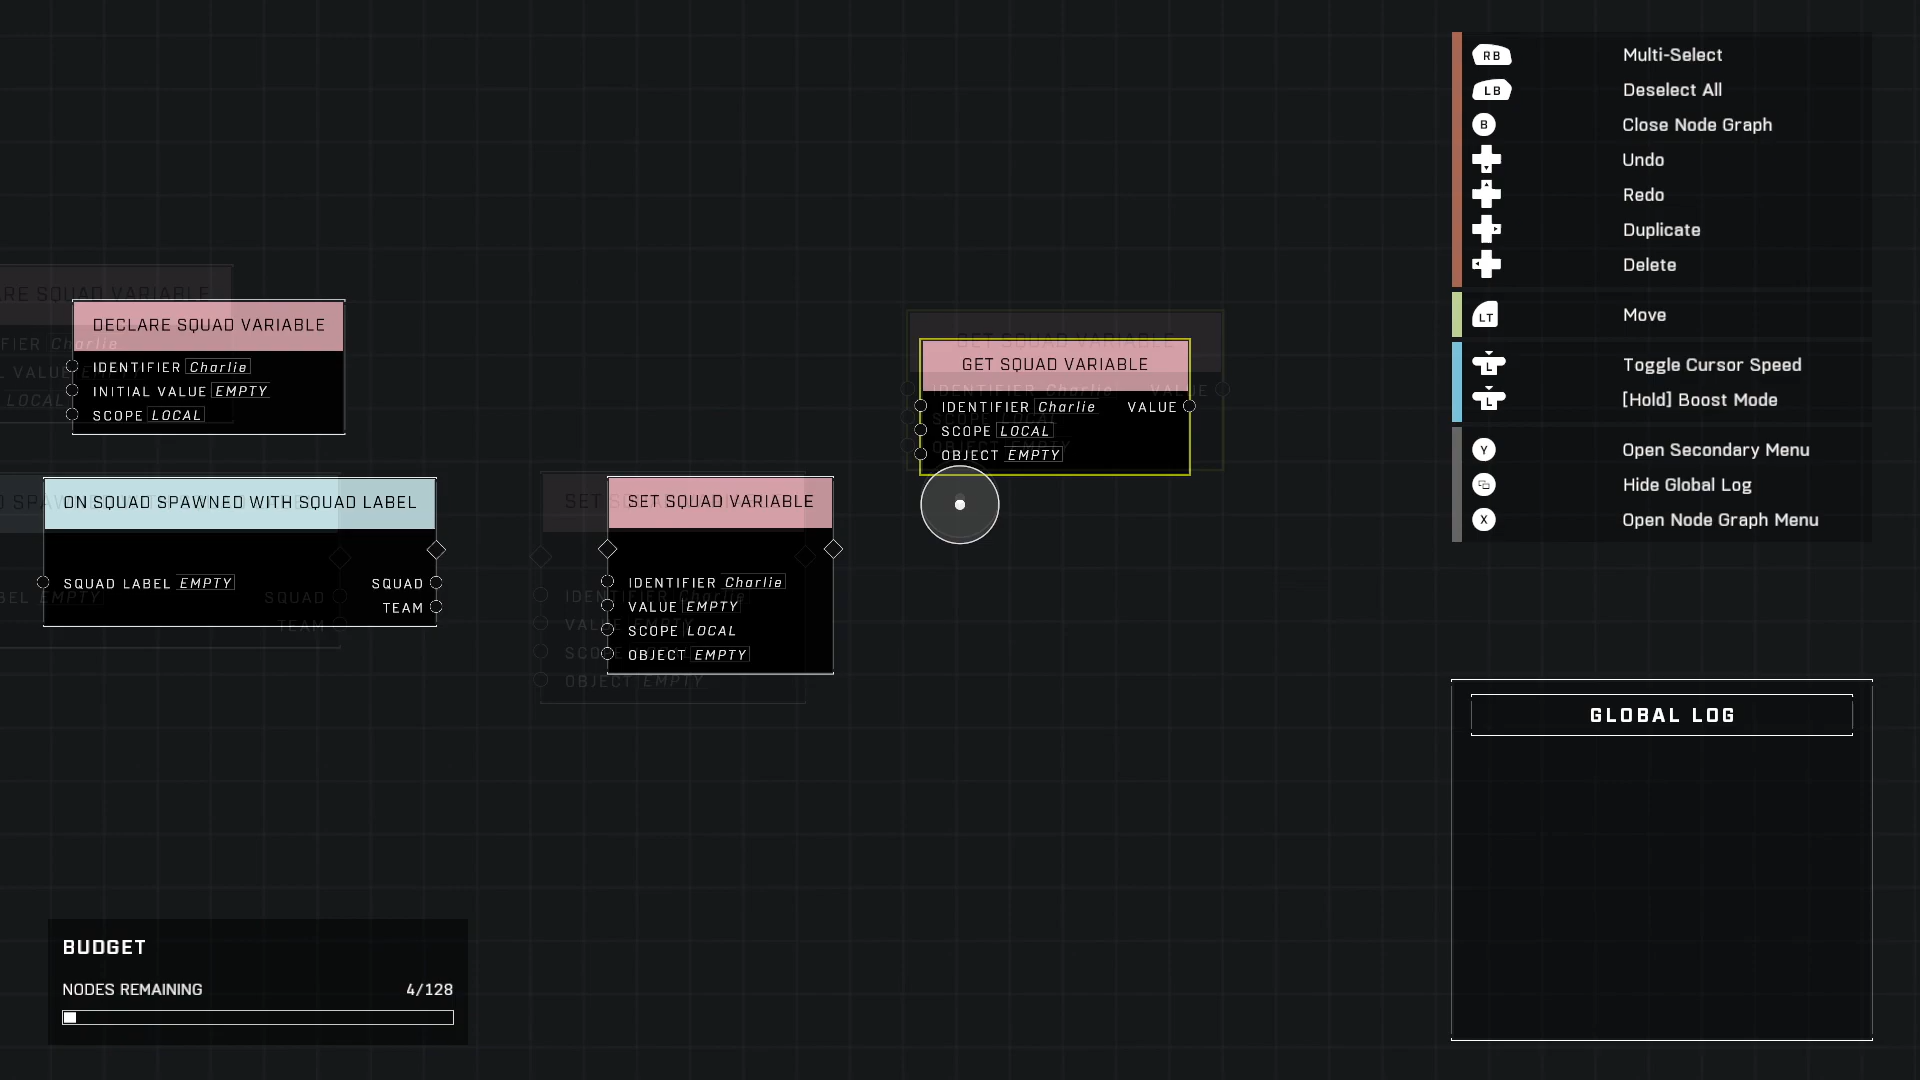 DECLARE SQUAD VARIABLE
IDENTIFIER Charlie
INITIAL VALUE EMPTY
SCOPE LOCAL
ON SQUAD SPAWNED WITH SQUAD LABEL
SQUAD LABEL EMPTY
SQUAD
TEAM
SET SQUAD VARIABLE
IDENTIFIER Charlie
VALUE EMPTY
SCOPE LOCAL
OBJECT EMPTY
GET SQUAD VARIABLE
IDENTIFIER Charlie VALUE
SCOPE LOCAL
OBJECT EMPTY
RB Multi-Select
LB Deselect All
B Close Node Graph
Undo
Redo
Duplicate
Delete
LT Move
L Toggle Cursor Speed
L [Hold] Boost Mode
Y Open Secondary Menu
Hide Global Log
X Open Node Graph Menu
GLOBAL LOG
BUDGET
NODES REMAINING 4/128